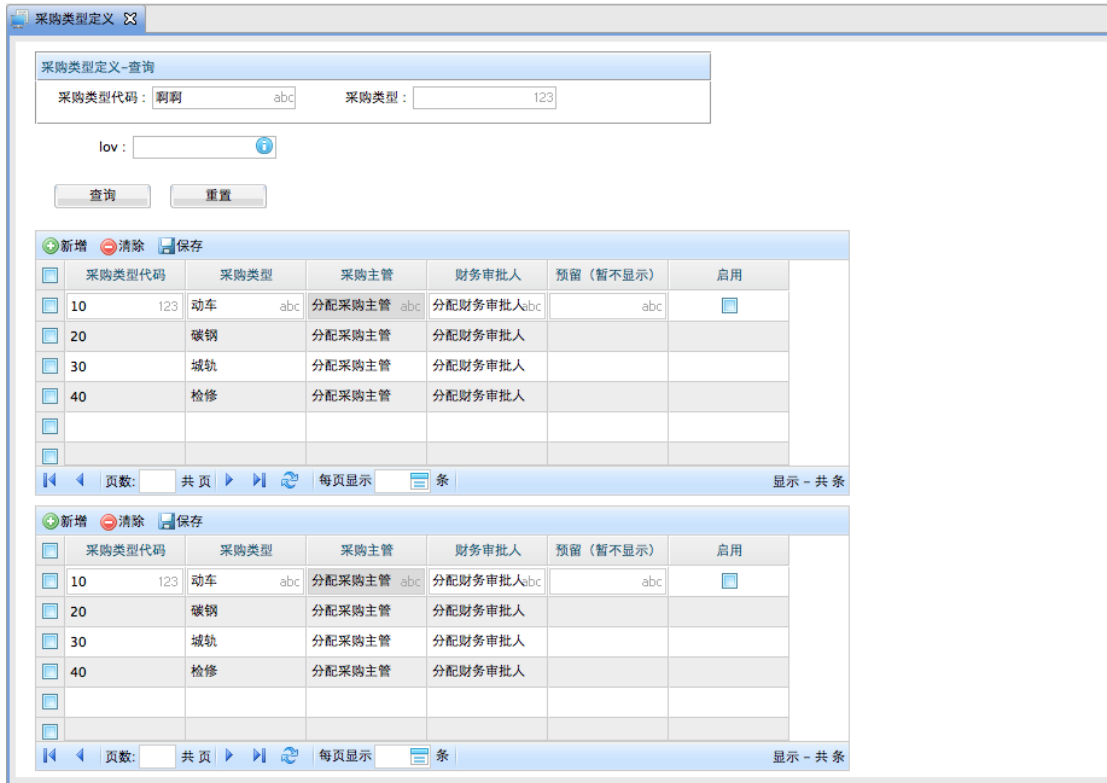 采购类型定义
采购类型定义-查询
采购类型代码： 啊啊 abc 采购类型： 123
lov：
查询 重置
新增 清除 保存
采购类型代码 采购类型 采购主管 财务审批人 预留（暂不显示） 启用
10 123 动车 abc 分配采购主管 abc 分配财务审批人 abc abc
20 碳钢 分配采购主管 分配财务审批人
30 城轨 分配采购主管 分配财务审批人
40 检修 分配采购主管 分配财务审批人
页数: 共 页 每页显示 条 显示 - 共 条
新增 清除 保存
采购类型代码 采购类型 采购主管 财务审批人 预留（暂不显示） 启用
10 123 动车 abc 分配采购主管 abc 分配财务审批人 abc abc
20 碳钢 分配采购主管 分配财务审批人
30 城轨 分配采购主管 分配财务审批人
40 检修 分配采购主管 分配财务审批人
页数: 共 页 每页显示 条 显示 - 共 条